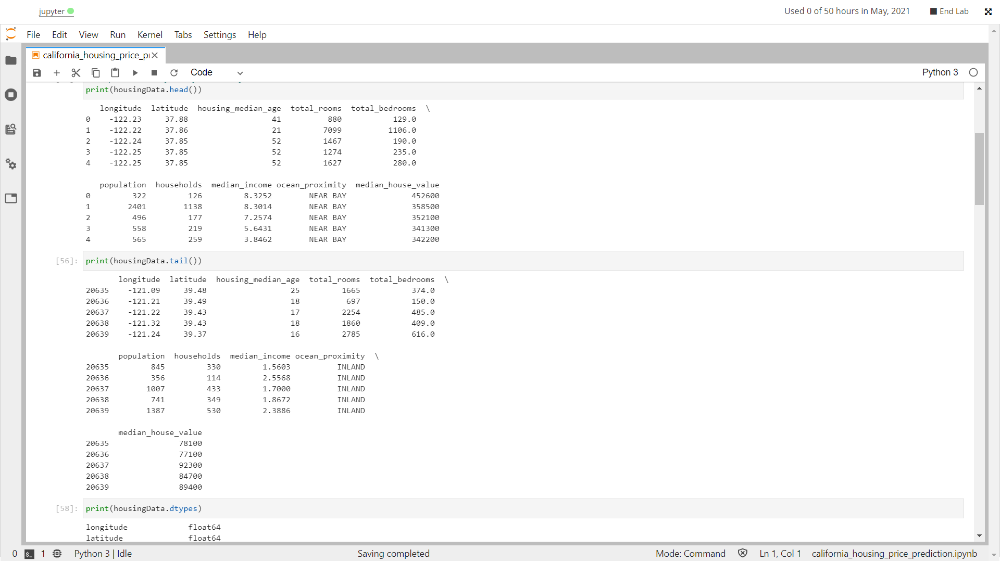 jupyter
Used 0 of 50 hours in May, 2021
End Lab
File Edit View Run Kernel Tabs Settings Help
california_housing_price_pr
Code
Python 3
print(housingData.head())
   longitude  latitude  housing_median_age  total_rooms  total_bedrooms  \
0    -122.23     37.88                  41          880           129.0
1    -122.22     37.86                  21         7099          1106.0
2    -122.24     37.85                  52         1467           190.0
3    -122.25     37.85                  52         1274           235.0
4    -122.25     37.85                  52         1627           280.0
   population  households  median_income ocean_proximity  median_house_value
0         322         126         8.3252        NEAR BAY              452600
1        2401        1138         8.3014        NEAR BAY              358500
2         496         177         7.2574        NEAR BAY              352100
3         558         219         5.6431        NEAR BAY              341300
4         565         259         3.8462        NEAR BAY              342200
[56]: print(housingData.tail())
       longitude  latitude  housing_median_age  total_rooms  total_bedrooms  \
20635    -121.09     39.48                  25         1665           374.0
20636    -121.21     39.49                  18          697           150.0
20637    -121.22     39.43                  17         2254           485.0
20638    -121.32     39.43                  18         1860           409.0
20639    -121.24     39.37                  16         2785           616.0
       population  households  median_income ocean_proximity  \
20635         845         330         1.5603          INLAND
20636         356         114         2.5568          INLAND
20637        1007         433         1.7000          INLAND
20638         741         349         1.8672          INLAND
20639        1387         530         2.3886          INLAND
       median_house_value
20635               78100
20636               77100
20637               92300
20638               84700
20639               89400
[58]: print(housingData.dtypes)
longitude             float64
latitude              float64
0 $_ 1 Python 3 | Idle
Saving completed
Mode: Command
Ln 1, Col 1
california_housing_price_prediction.ipynb